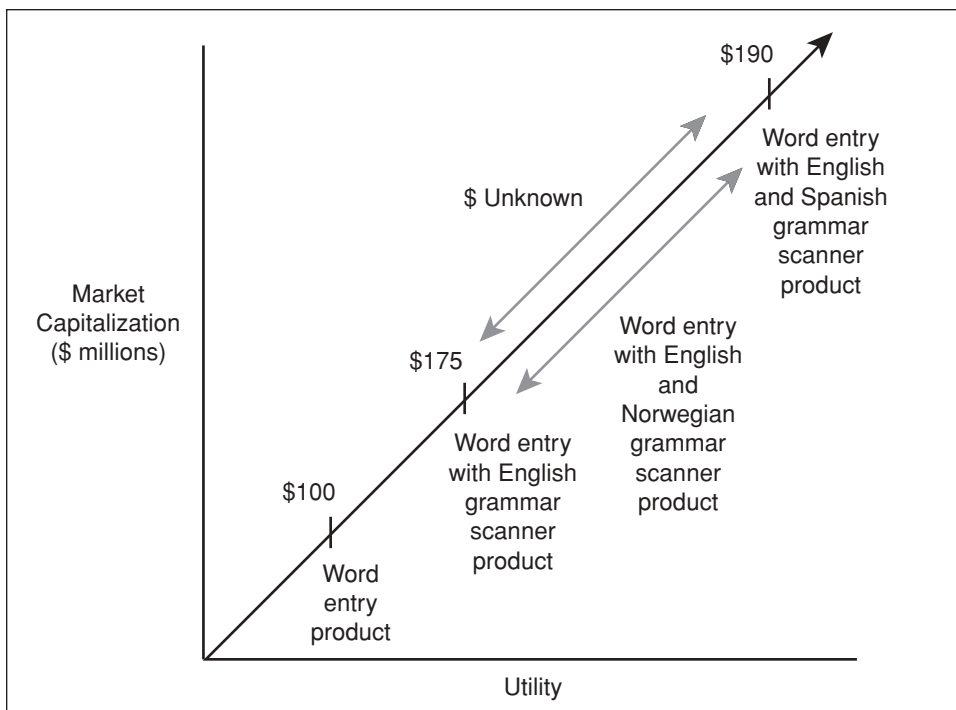 $190
Word entry
with English
and Spanish
grammar
scanner
product
$ Unknown
Market
Capitalization
($ millions)
Word entry
with English
and
Norwegian
grammar
scanner
product
$175
Word entry
with English
grammar
scanner
product
$100
Word
entry
product
Utility